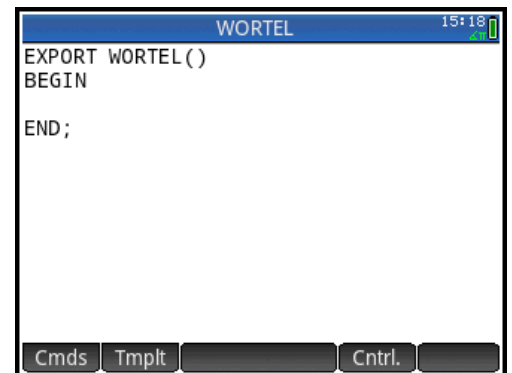 WORTEL
15:18
∡π
EXPORT WORTEL()
BEGIN
END;
Cmds Tmplt Cntrl.